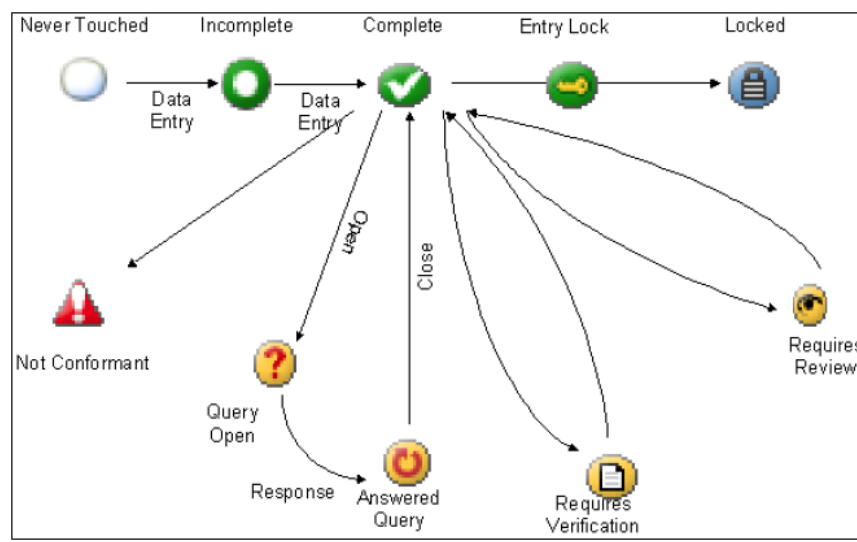 Never Touched
Incomplete
Complete
Entry Lock
Locked
Data
Entry
Data
Entry
Open
Close
Not Conformant
Requires
Review
Query
Open
Response
Answered
Query
Requires
Verification